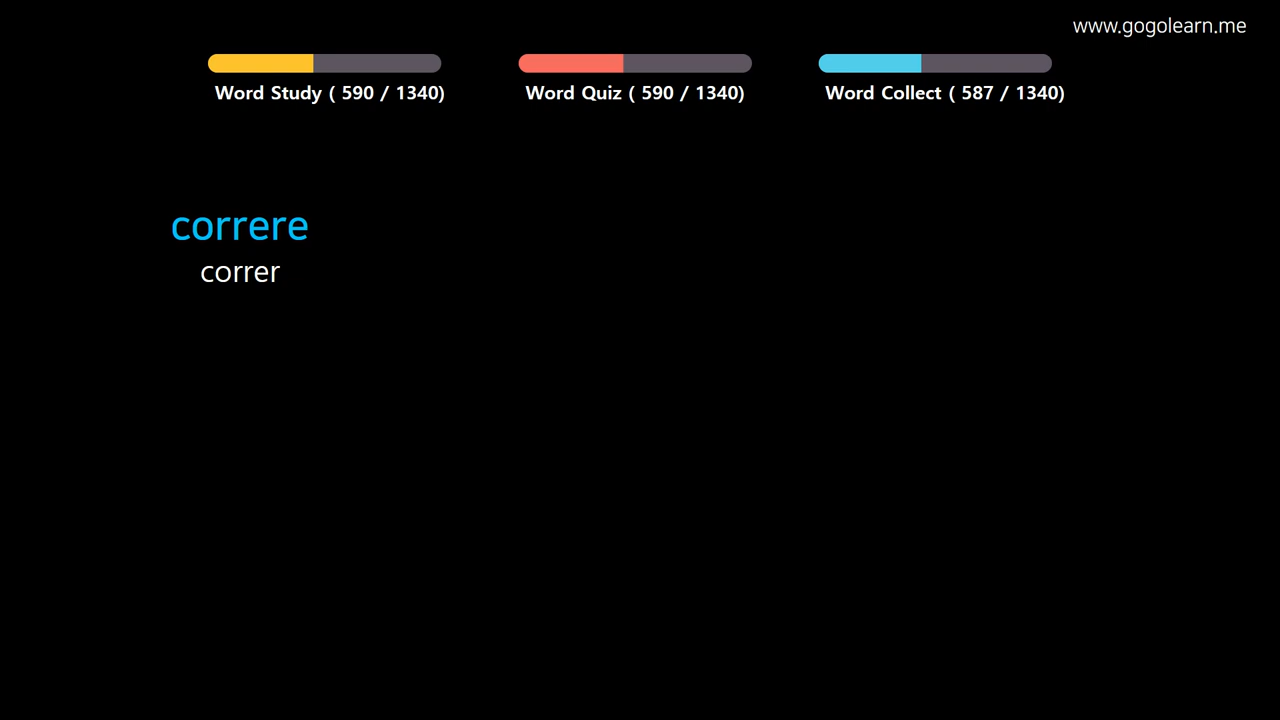 www.gogolearn.me
Word Study ( 590 / 1340)
Word Quiz ( 590 / 1340)
Word Collect ( 587 / 1340)
correre
correr